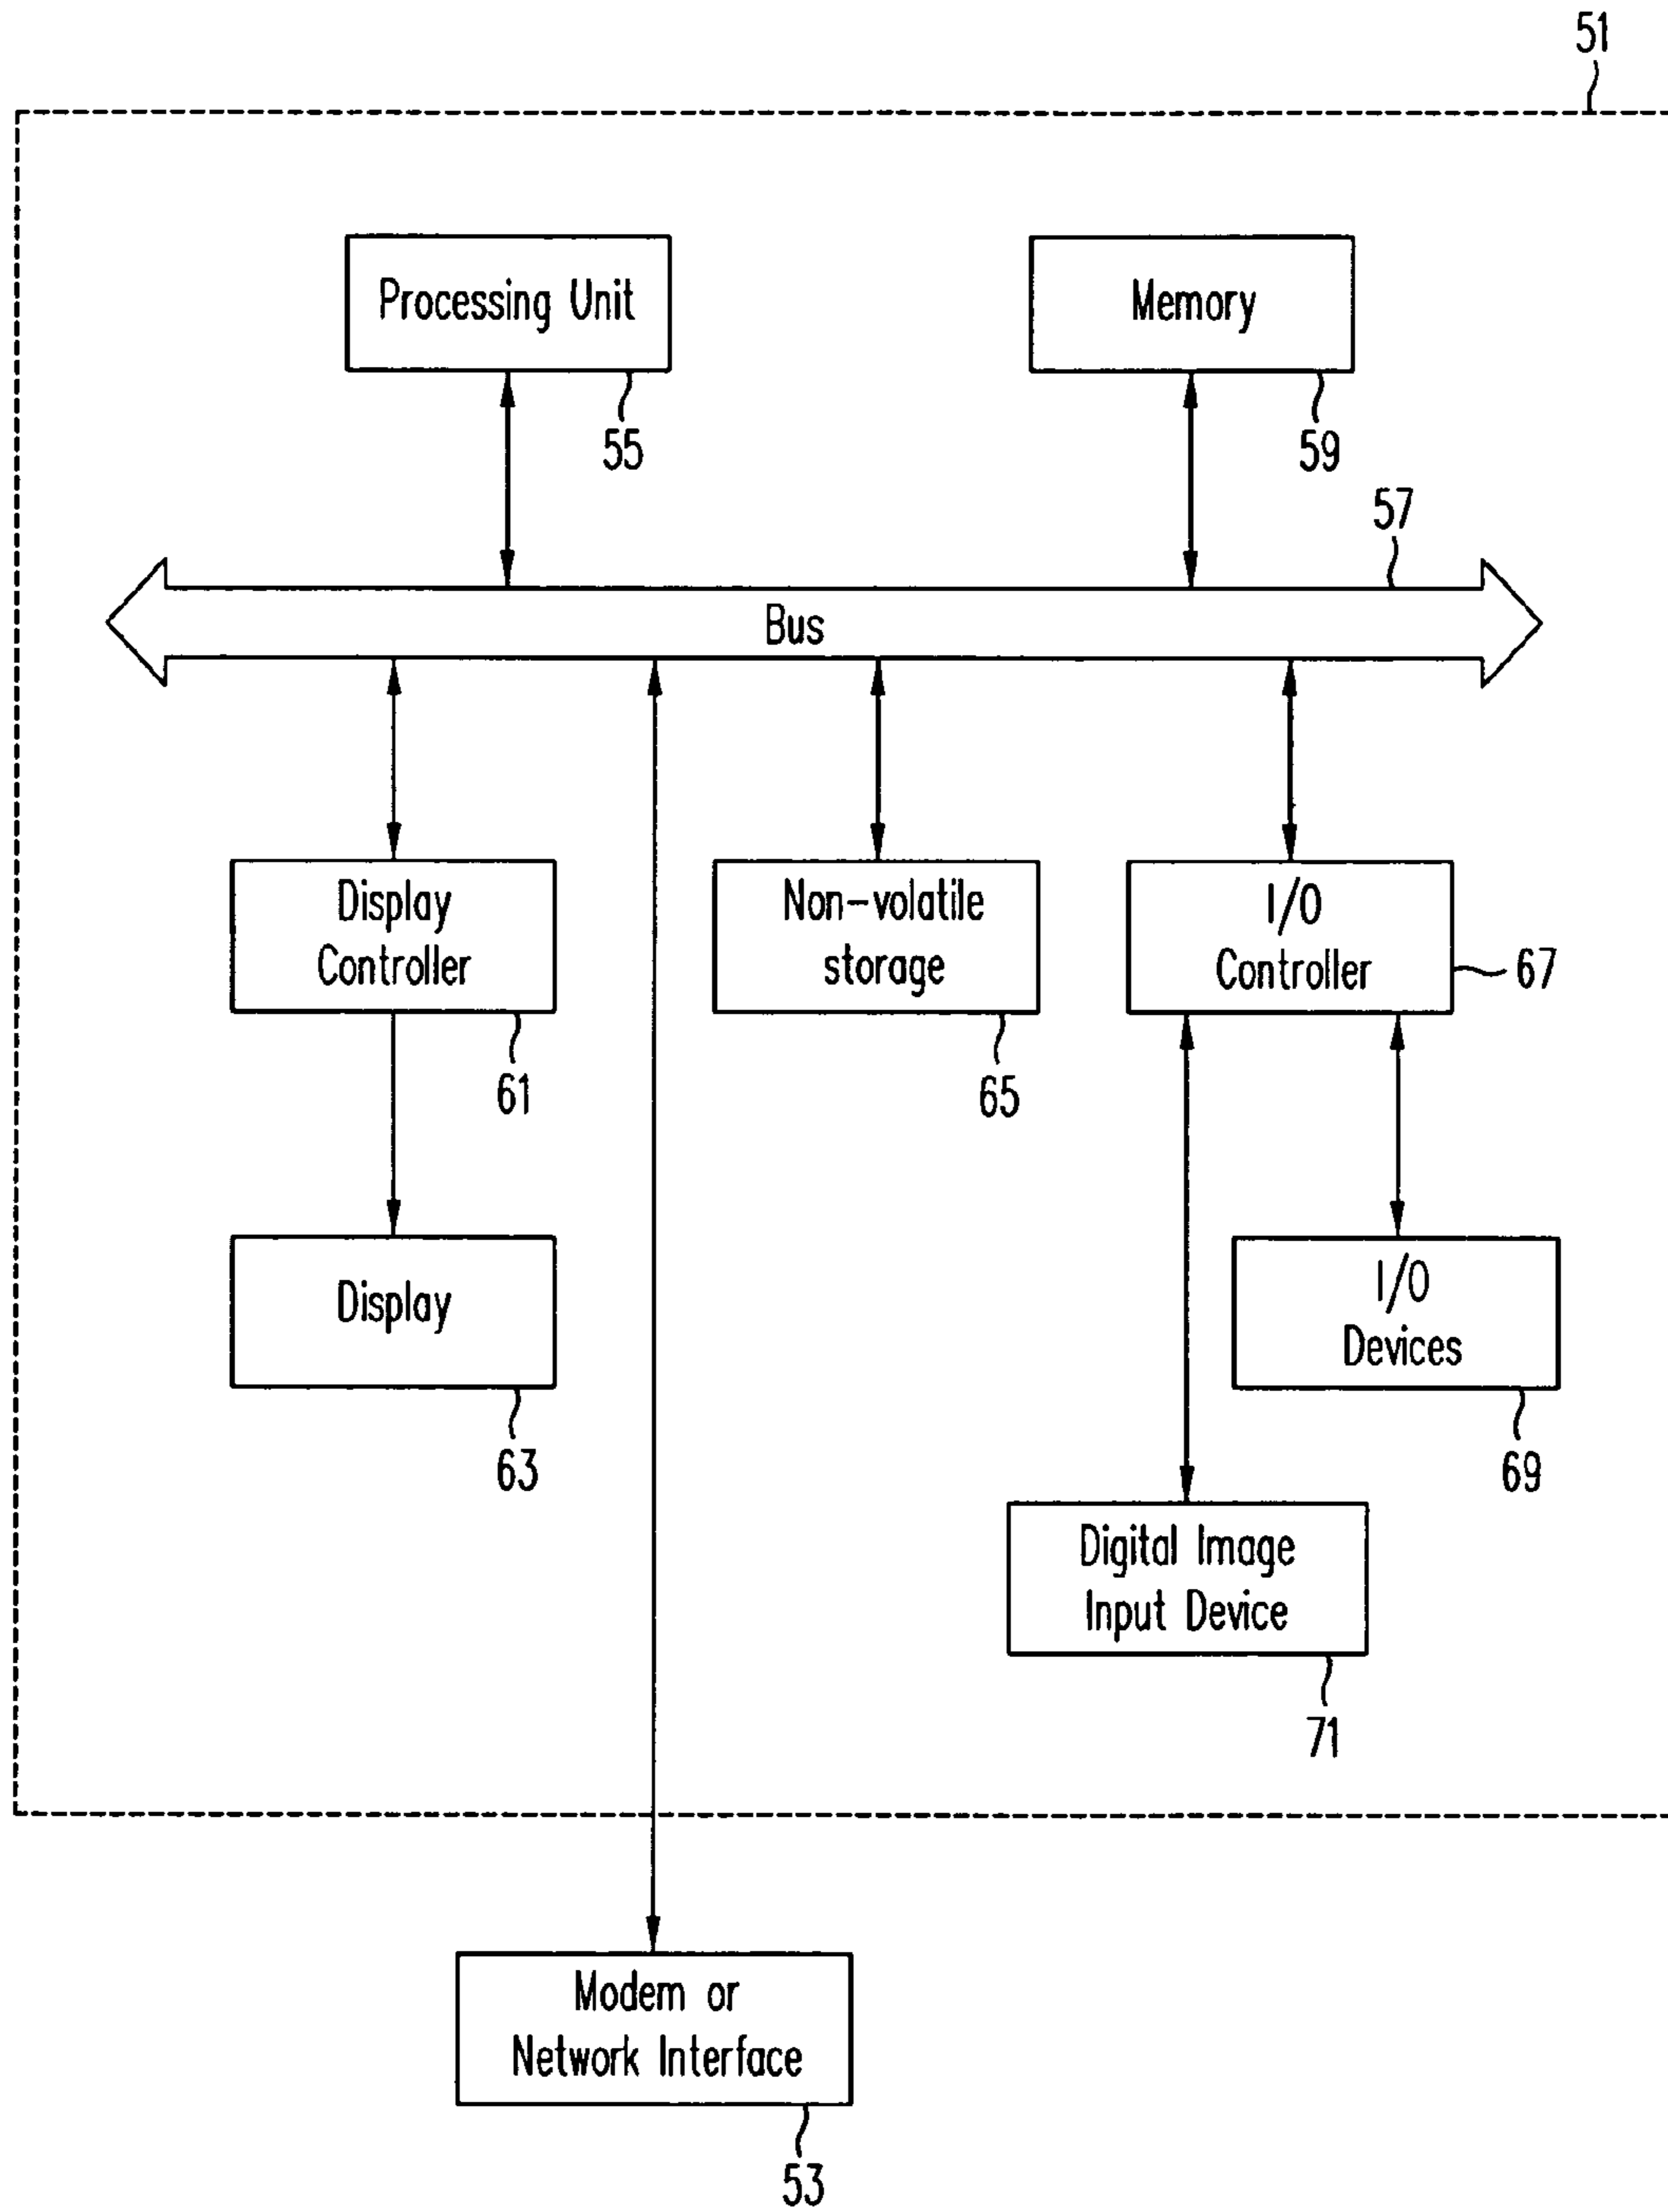 51
Processing Unit
55
Memory
59
57
Bus
Display
Controller
61
Non-volatile
storage
65
I/O
Controller
67
Display
63
I/O
Devices
69
Digital Image
Input Device
71
Modem or
Network Interface
53